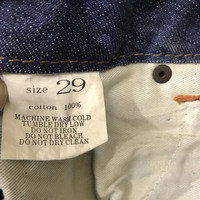 size 29
cotton 100%
MACHINE WASH COLD
TUMBLE DRY LOW
DO NOT IRON
DO NOT BLEACH
DO NOT DRY CLEAN